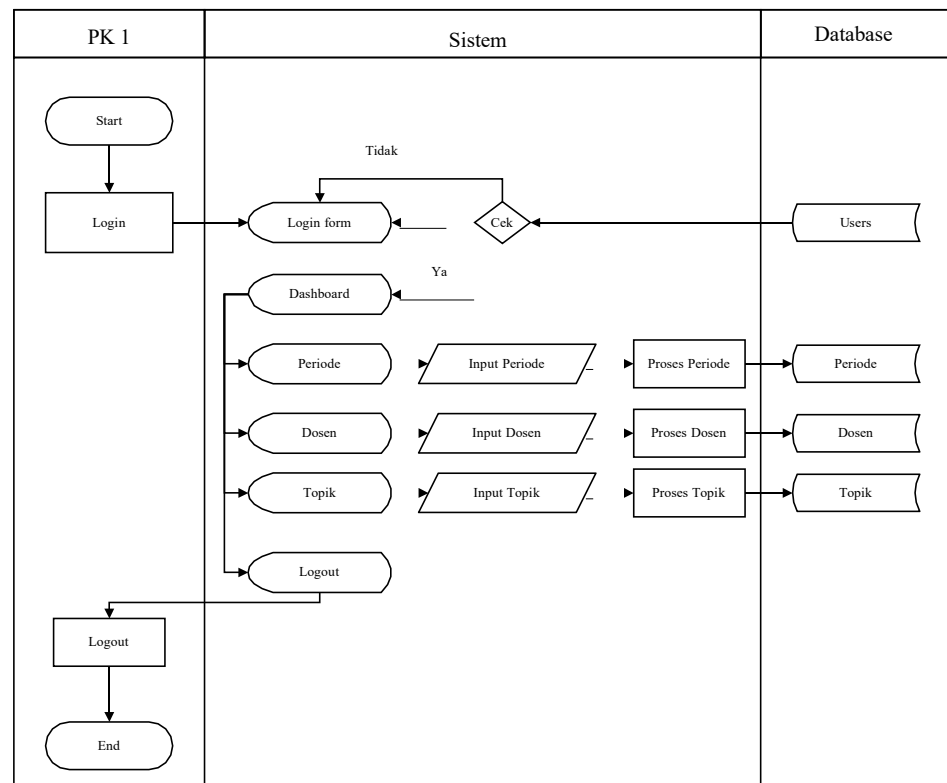 PK 1
Sistem
Database
Start
Tidak
Login
Login form
Cek
Users
Ya
Dashboard
Periode
Input Periode
Proses Periode
Periode
Dosen
Input Dosen
Proses Dosen
Dosen
Topik
Input Topik
Proses Topik
Topik
Logout
Logout
End